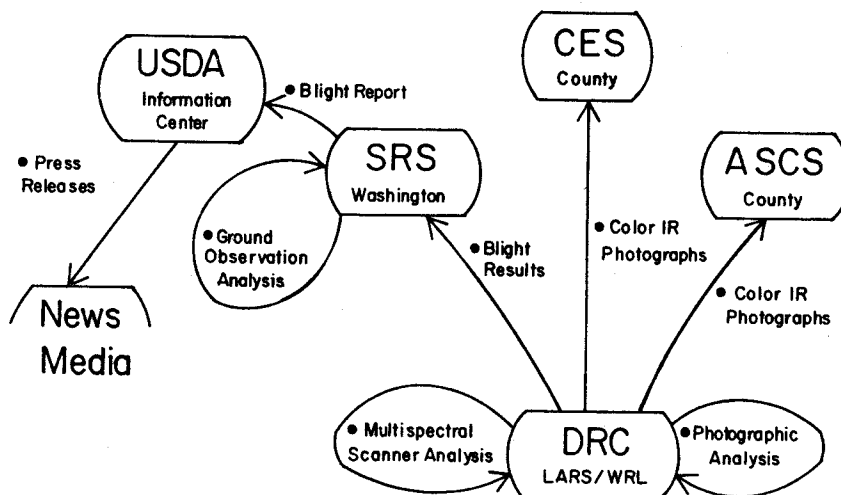 USDA
Information
Center
CES
County
● Blight Report
● Press
Releases
SRS
Washington
ASCS
County
● Ground
Observation
Analysis
● Blight
Results
● Color IR
Photographs
● Color IR
Photographs
News
Media
● Multispectral
Scanner Analysis
DRC
LARS/WRL
● Photographic
Analysis